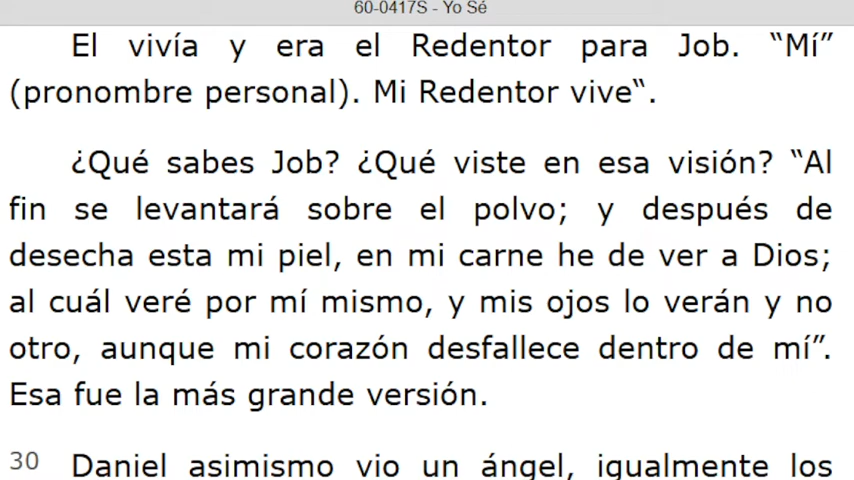 60-0417S - Yo Sé
El vivía y era el Redentor para Job. “Mí”
(pronombre personal). Mi Redentor vive“.
¿Qué sabes Job? ¿Qué viste en esa visión? “Al
fin se levantará sobre el polvo; y después de
desecha esta mi piel, en mi carne he de ver a Dios;
al cuál veré por mí mismo, y mis ojos lo verán y no
otro, aunque mi corazón desfallece dentro de mí”.
Esa fue la más grande versión.
30 Daniel asimismo vio un ángel, igualmente los